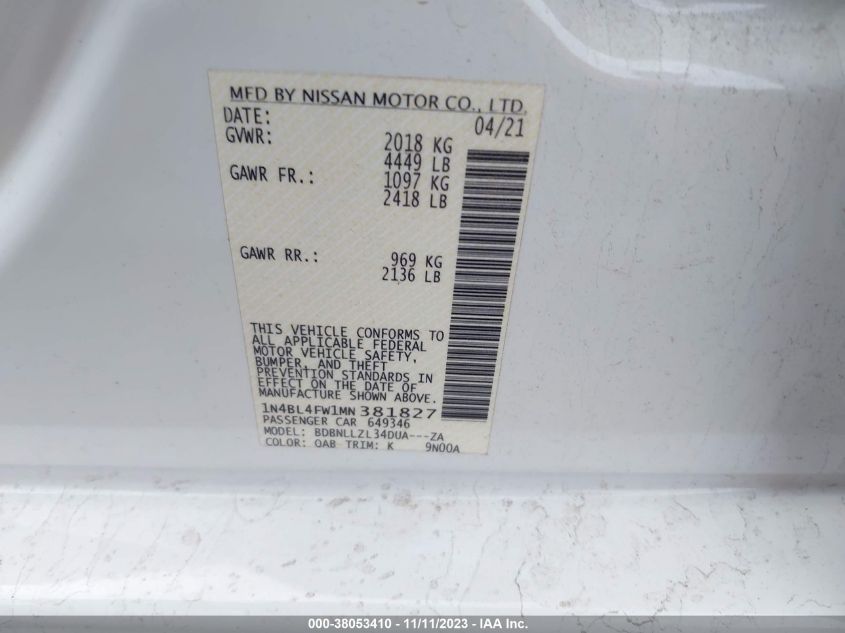 MFD BY NISSAN MOTOR CO., LTD.
DATE: 04/21
GVWR: 2018 KG
4449 LB
GAWR FR.: 1097 KG
2418 LB
GAWR RR.: 969 KG
2136 LB
THIS VEHICLE CONFORMS TO
ALL APPLICABLE FEDERAL
MOTOR VEHICLE SAFETY,
BUMPER, AND THEFT
PREVENTION STANDARDS IN
EFFECT ON THE DATE OF
MANUFACTURE SHOWN ABOVE.
1N4BL4FW1MN381827
PASSENGER CAR 649346
MODEL: BDBNLLZL34DUA---ZA
COLOR: QAB TRIM: K 9N00A
000-38053410 - 11/11/2023 - IAA Inc.